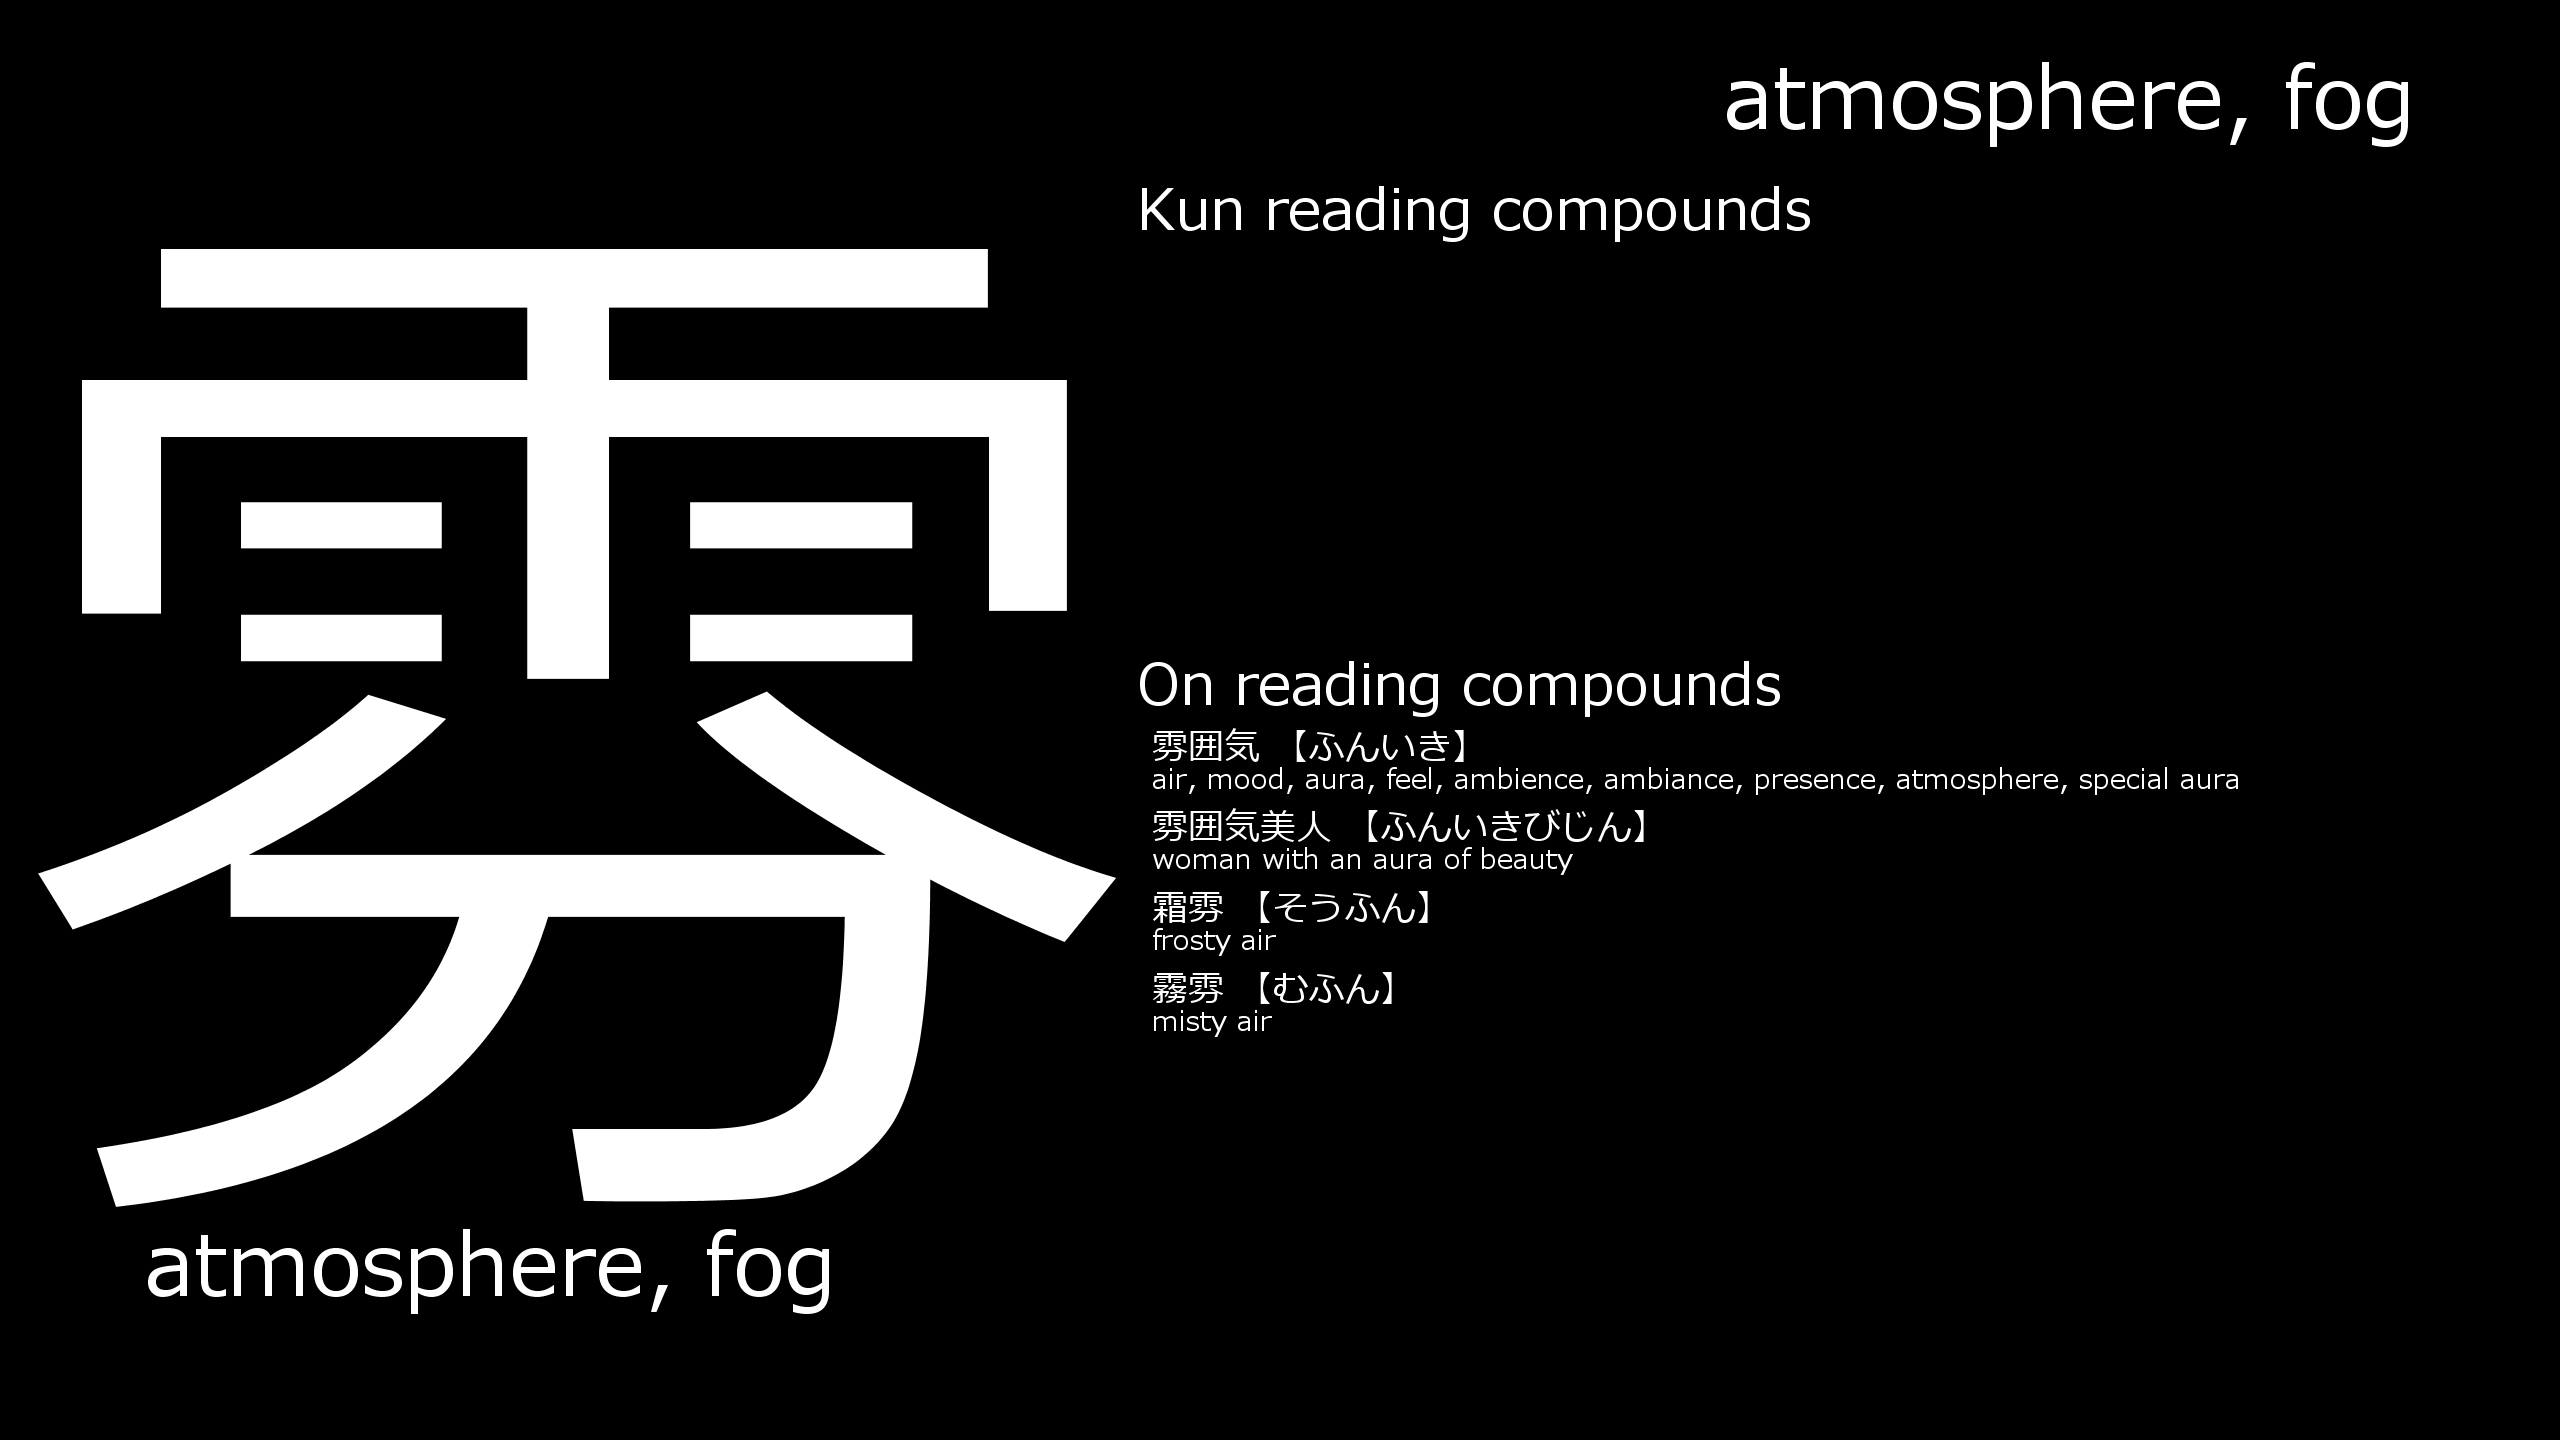 雰
atmosphere, fog
atmosphere, fog
Kun reading compounds
On reading compounds
雰囲気 【ふんいき】
air, mood, aura, feel, ambience, ambiance, presence, atmosphere, special aura
雰囲気美人 【ふんいきびじん】
woman with an aura of beauty
霜雰 【そうふん】
frosty air
霧雰 【むふん】
misty air